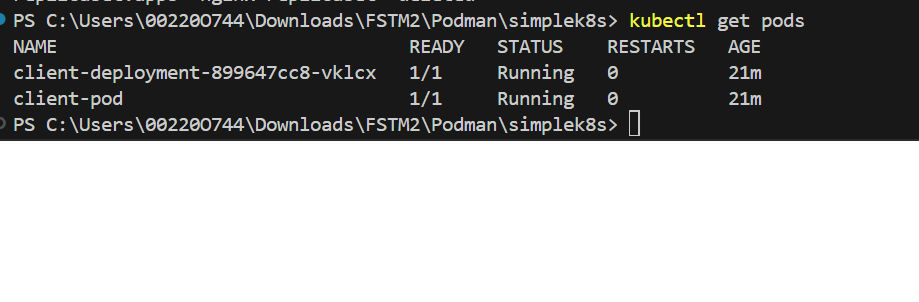 PS C:\Users\00220O744\Downloads\FSTM2\Podman\simplek8s> kubectl get pods
NAME READY STATUS RESTARTS AGE
client-deployment-899647cc8-vklcx 1/1 Running 0 21m
client-pod 1/1 Running 0 21m
PS C:\Users\00220O744\Downloads\FSTM2\Podman\simplek8s>